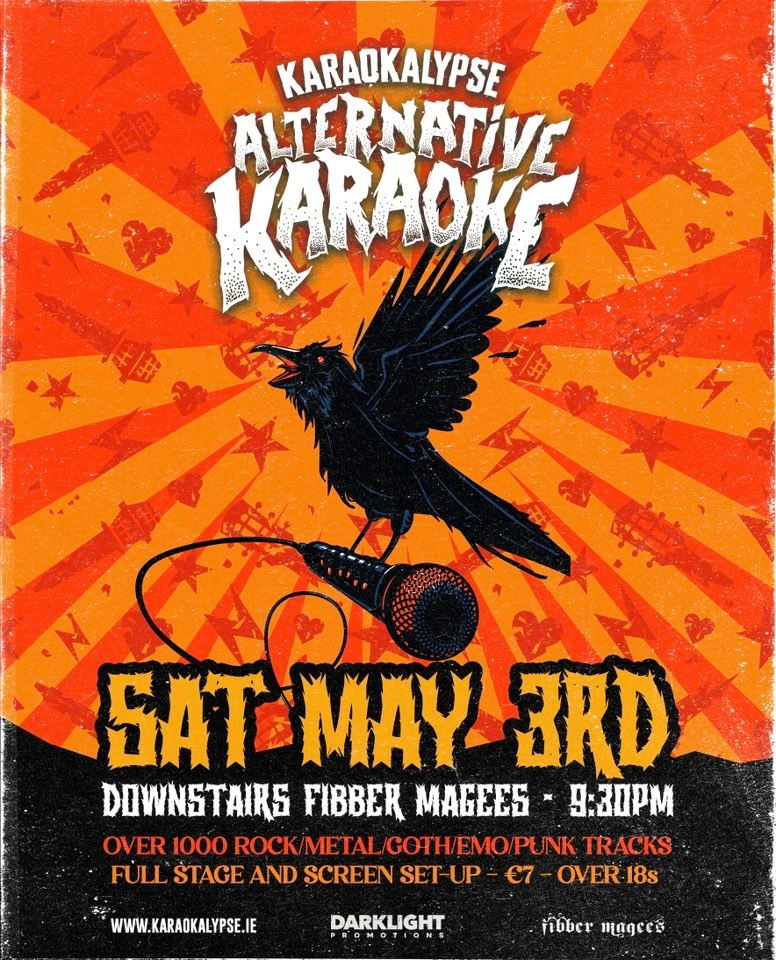 KARAOKALYPSE
ALTERNATiVE
KARAOKE
SAT MAY 3RD
DOWNSTAIRS FIBBER MAGEES - 9:30PM
OVER 1000 ROCK/METAL/GOTH/EMO/PUNK TRACKS
FULL STAGE AND SCREEN SET-UP - €7 - OVER 18s
WWW.KARAOKALYPSE.IE
DARKLIGHT
PROMOTIONS
fibber magees